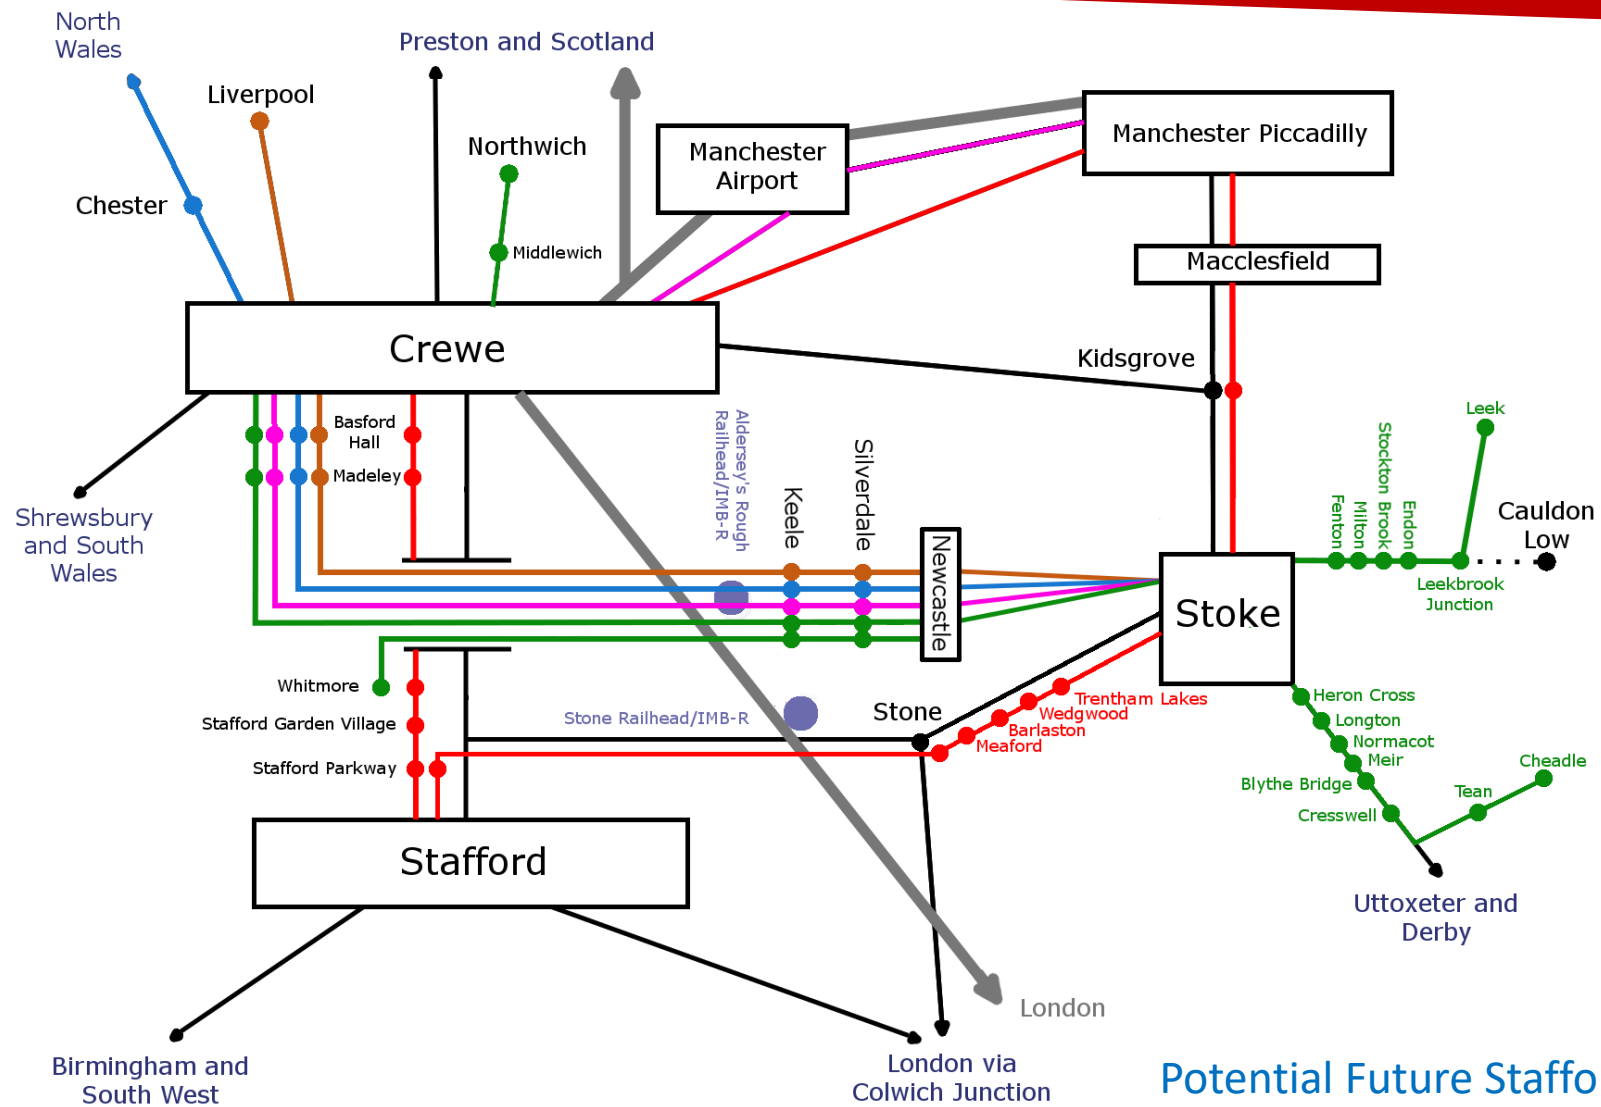 North
Wales
Preston and Scotland
Liverpool
Northwich
Manchester
Airport
Manchester Piccadilly
Chester
Middlewich
Macclesfield
Crewe
Kidsgrove
Basford
Hall
Madeley
Aldersey's Rough
Railhead/IMB-R
Keele
Silverdale
Newcastle
Leek
Fenton
Milton
Stockton Brook
Endon
Cauldon
Low
Leekbrook
Junction
Shrewsbury
and South
Wales
Stoke
Whitmore
Stafford Garden Village
Stafford Parkway
Stone Railhead/IMB-R
Stone
Trentham Lakes
Wedgwood
Barlaston
Meaford
Heron Cross
Longton
Normacot
Meir
Blythe Bridge
Cresswell
Tean
Cheadle
Stafford
Uttoxeter and
Derby
London
Birmingham and
South West
London via
Colwich Junction
Potential Future Staffo